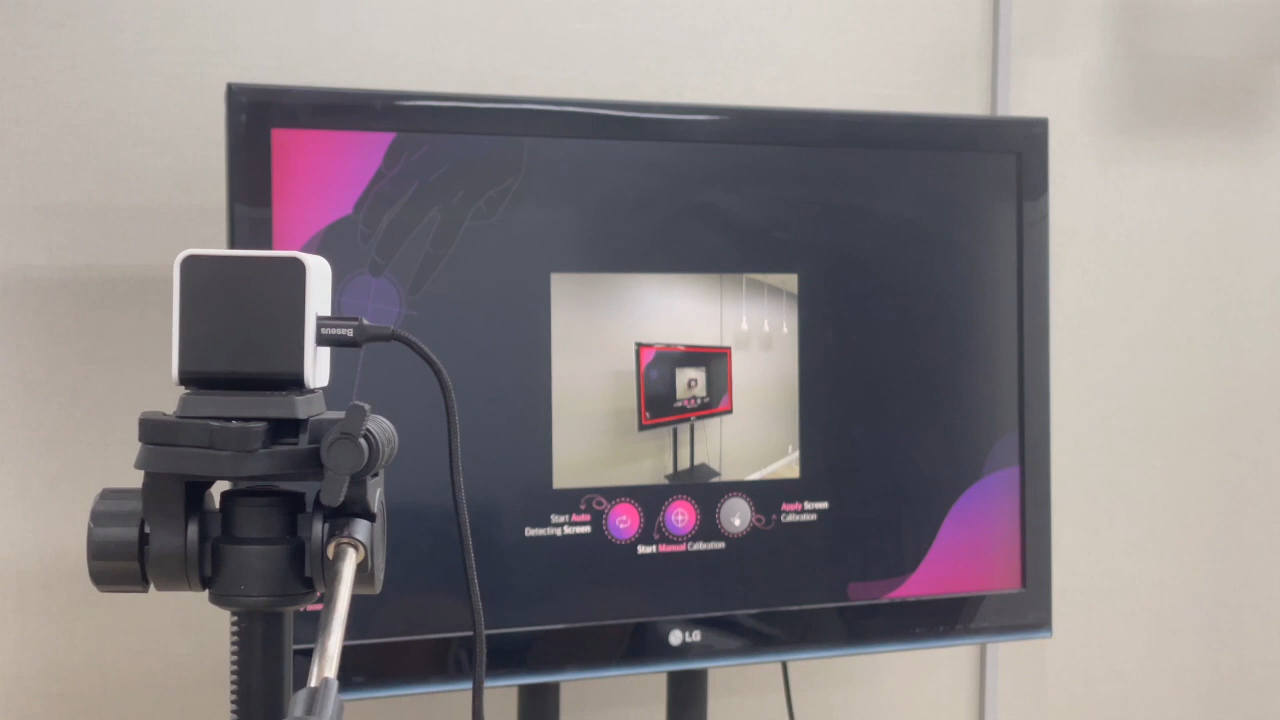 Baseus
Start Auto
Detecting Screen
Start Manual Calibration
Apply Screen
Calibration
LG